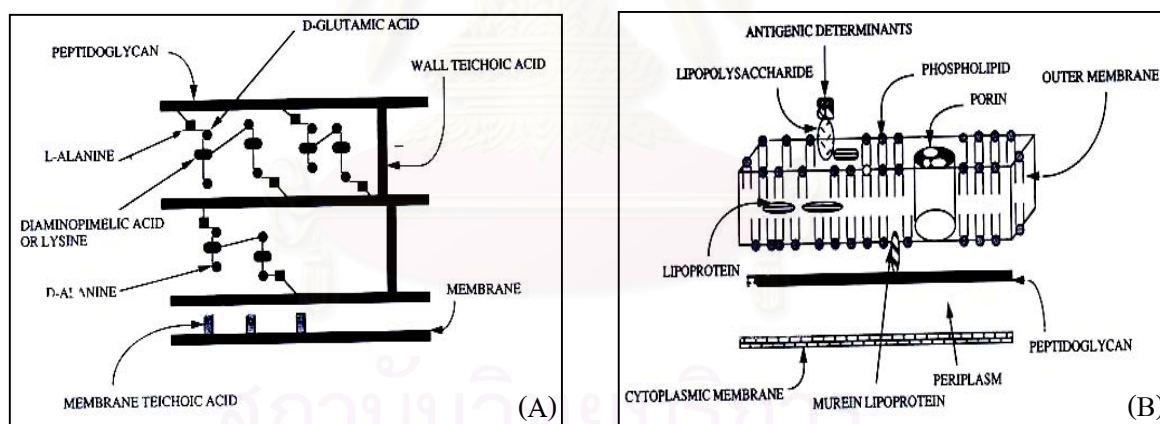 D-GLUTAMIC ACID
PEPTIDOGLYCAN
WALL TEICHOIC ACID
L-ALANINE
DIAMINOPIMELIC ACID
OR LYSINE
D-ALANINE
MEMBRANE
MEMBRANE TEICHOIC ACID
(A)
ANTIGENIC DETERMINANTS
LIPOPOLYSACCHARIDE
PHOSPHOLIPID
OUTER MEMBRANE
PORIN
LIPOPROTEIN
PEPTIDOGLYCAN
PERIPLASM
CYTOPLASMIC MEMBRANE
MUREIN LIPOPROTEIN
(B)